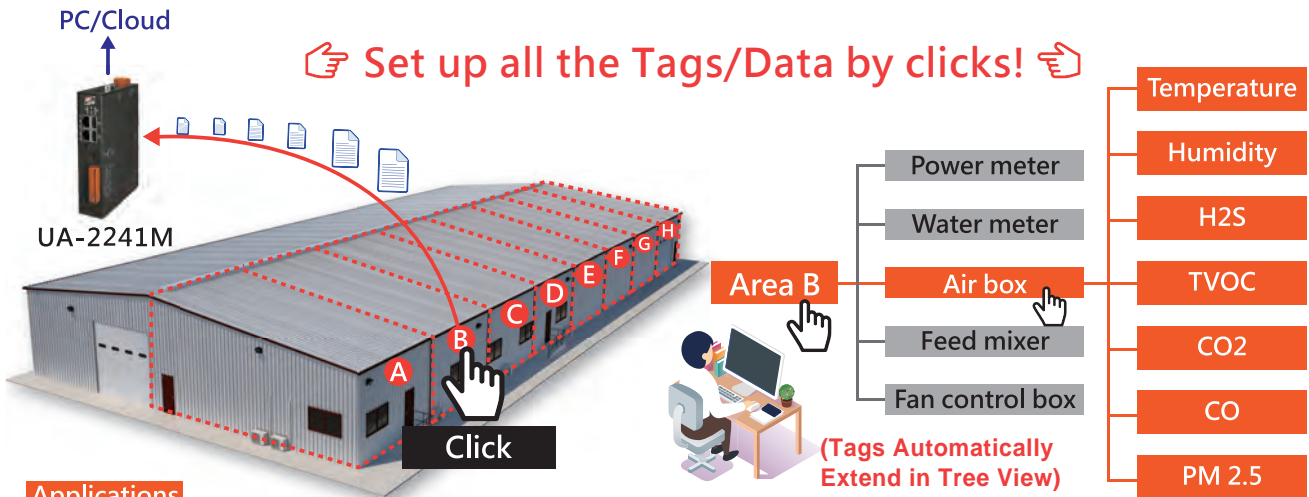 PC/Cloud
Set up all the Tags/Data by clicks!
UA-2241M
A
B
C
D
E
F
G
H
Click
Area B
Power meter
Water meter
Air box
Feed mixer
Fan control box
Temperature
Humidity
H2S
TVOC
CO2
CO
PM 2.5
(Tags Automatically
Extend in Tree View)
Applications